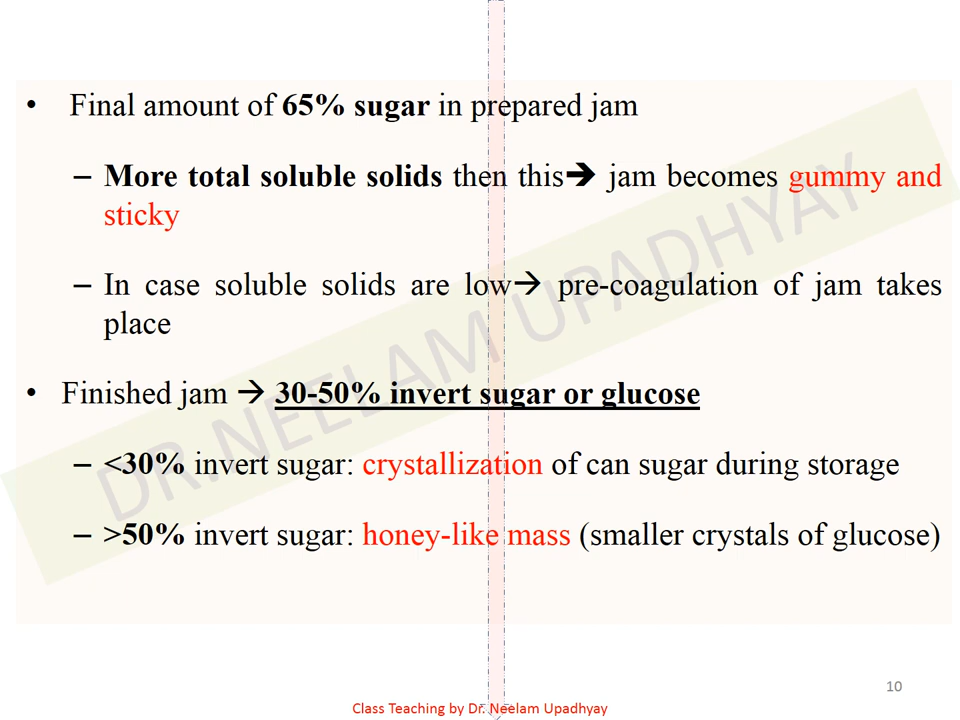 • Final amount of 65% sugar in prepared jam
– More total soluble solids then this➔ jam becomes gummy and
sticky
– In case soluble solids are low→ pre-coagulation of jam takes
place
• Finished jam → 30-50% invert sugar or glucose
– <30% invert sugar: crystallization of can sugar during storage
– >50% invert sugar: honey-like mass (smaller crystals of glucose)
DR.NEELAM UPADHYAY
10
Class Teaching by Dr. Neelam Upadhyay